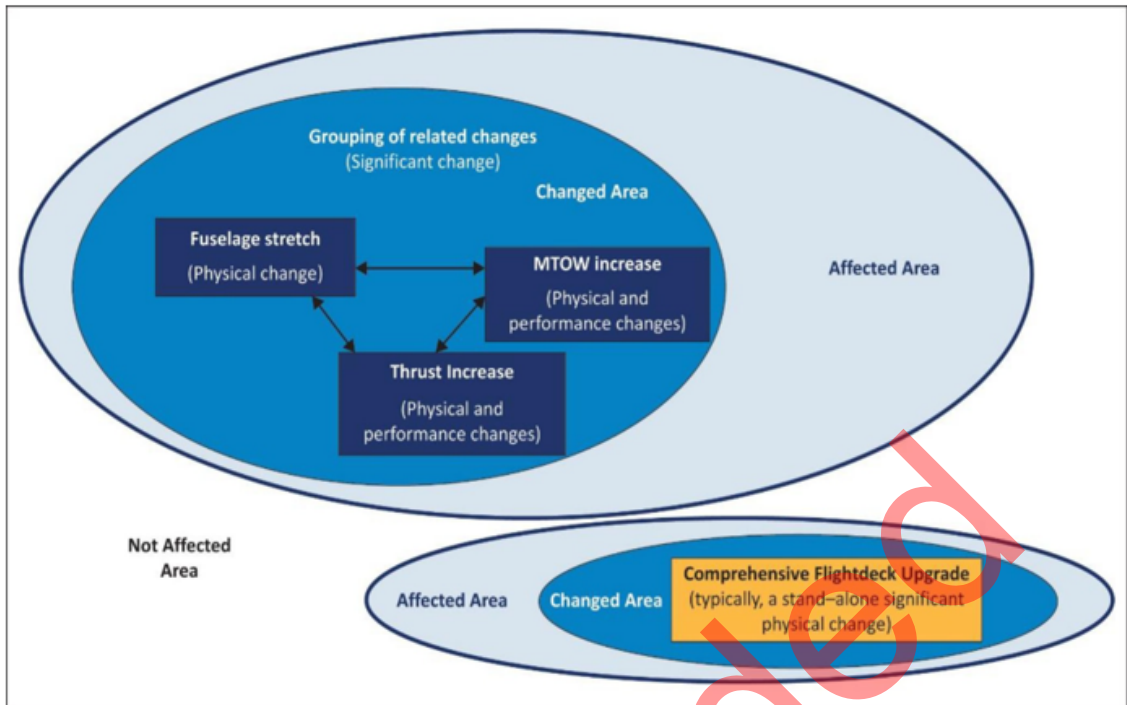 Grouping of related changes
(Significant change)
Changed Area
Fuselage stretch
(Physical change)
MTOW increase
(Physical and
performance changes)
Affected Area
Thrust Increase
(Physical and
performance changes)
Not Affected
Area
Affected Area
Changed Area
Comprehensive Flightdeck Upgrade
(typically, a stand–alone significant
physical change)
ded